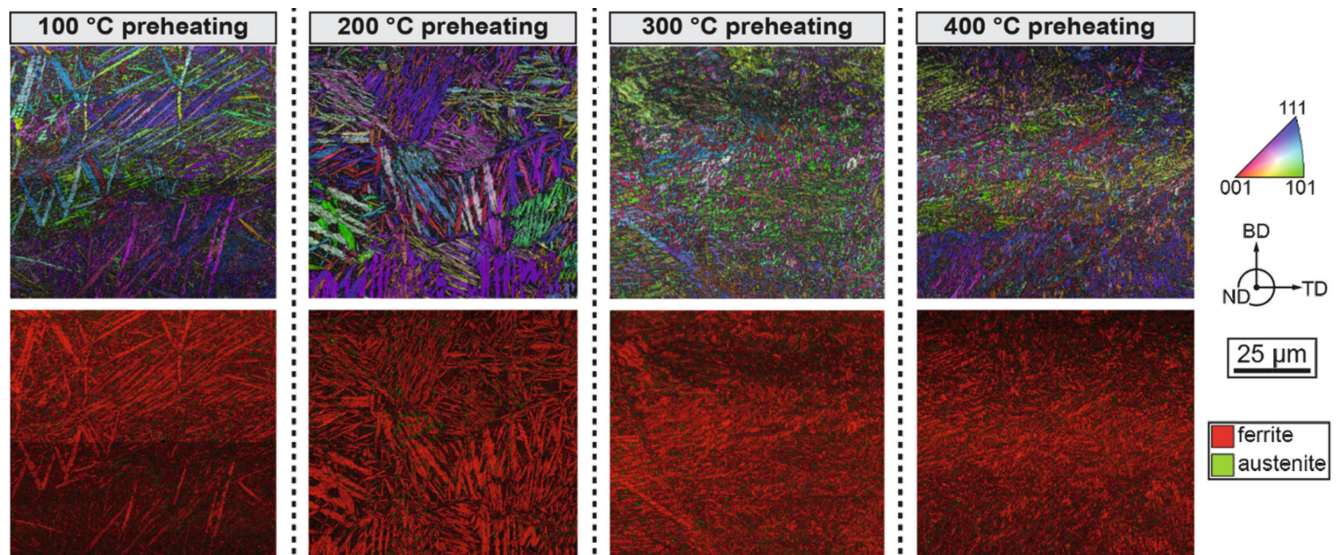 100 °C preheating
200 °C preheating
300 °C preheating
400 °C preheating
111
001
101
BD
ND
TD
25 µm
ferrite
austenite